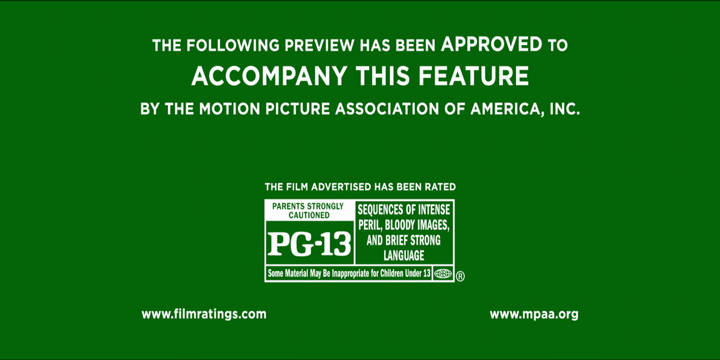 THE FOLLOWING PREVIEW HAS BEEN APPROVED TO
ACCOMPANY THIS FEATURE
BY THE MOTION PICTURE ASSOCIATION OF AMERICA, INC.
THE FILM ADVERTISED HAS BEEN RATED
PARENTS STRONGLY
CAUTIONED
PG-13
SEQUENCES OF INTENSE
PERIL, BLOODY IMAGES,
AND BRIEF STRONG
LANGUAGE
Some Material May Be Inappropriate for Children Under 13
®
www.filmratings.com
www.mpaa.org